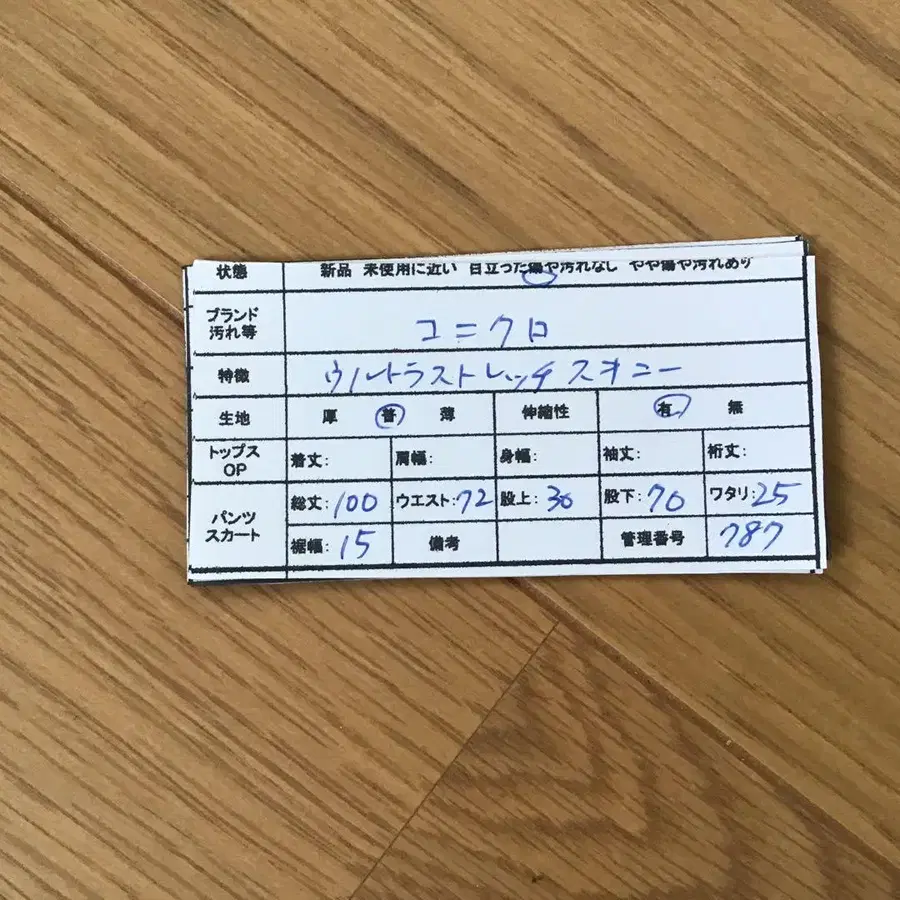 状態 新品 未使用に近い 目立った傷や汚れなし やや傷や汚れあり
ブランド 汚れ等 ユニクロ
特徴 ウルトラストレッチスキニー
生地 厚 普 薄 伸縮性 有 無
トップス OP 着丈: 肩幅: 身幅: 袖丈: 裄丈:
パンツ スカート 総丈:100 ウエスト:72 股上:30 股下:70 ワタリ:25
裾幅:15 備考 管理番号 787